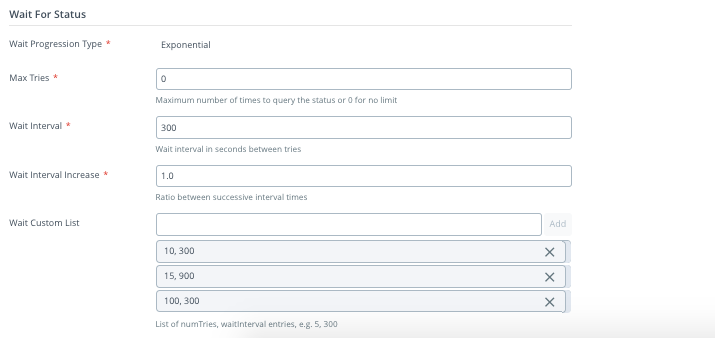 Wait For Status
Wait Progression Type * Exponential
Max Tries * 0
Maximum number of times to query the status or 0 for no limit
Wait Interval * 300
Wait interval in seconds between tries
Wait Interval Increase * 1.0
Ratio between successive interval times
Wait Custom List Add
10, 300
15, 900
100, 300
List of numTries, waitInterval entries, e.g. 5, 300